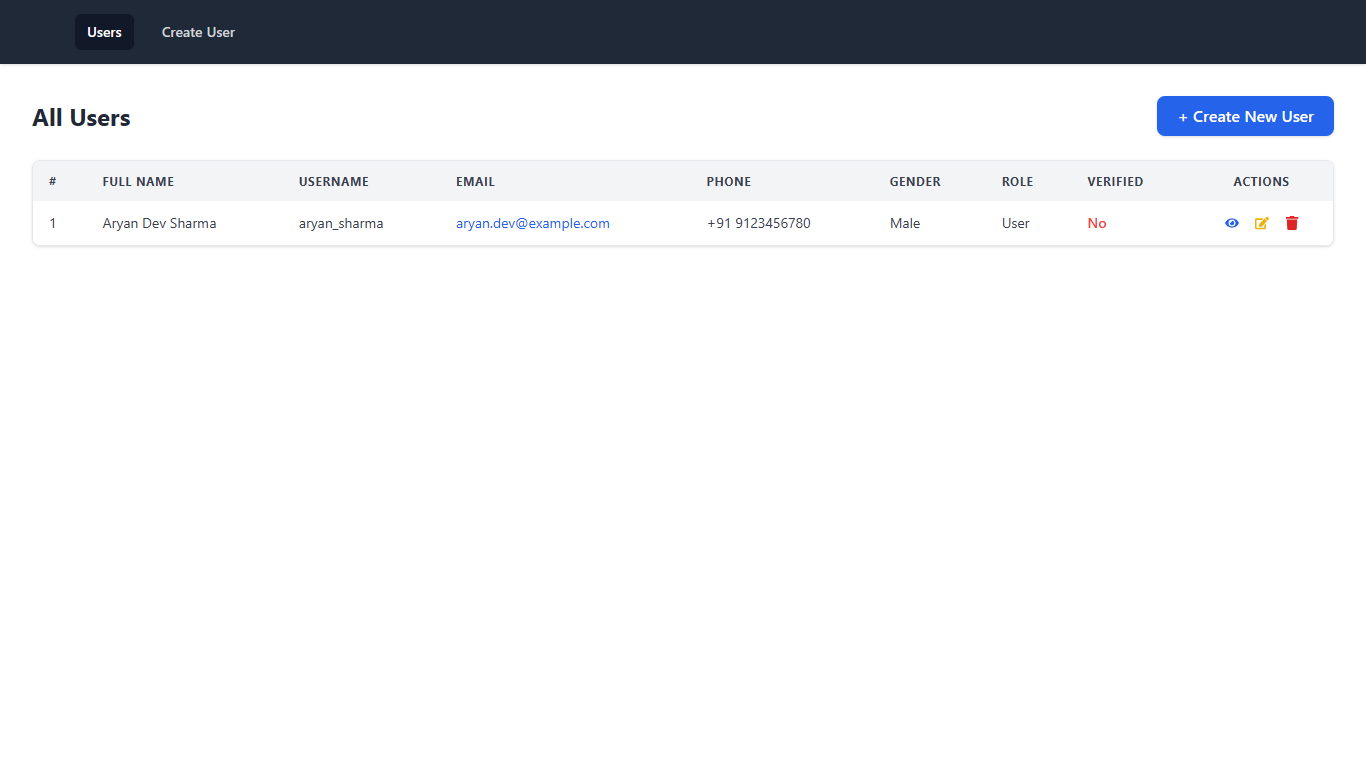 Users Create User
All Users
+ Create New User
# FULL NAME USERNAME EMAIL PHONE GENDER ROLE VERIFIED ACTIONS
1 Aryan Dev Sharma aryan_sharma aryan.dev@example.com +91 9123456780 Male User No